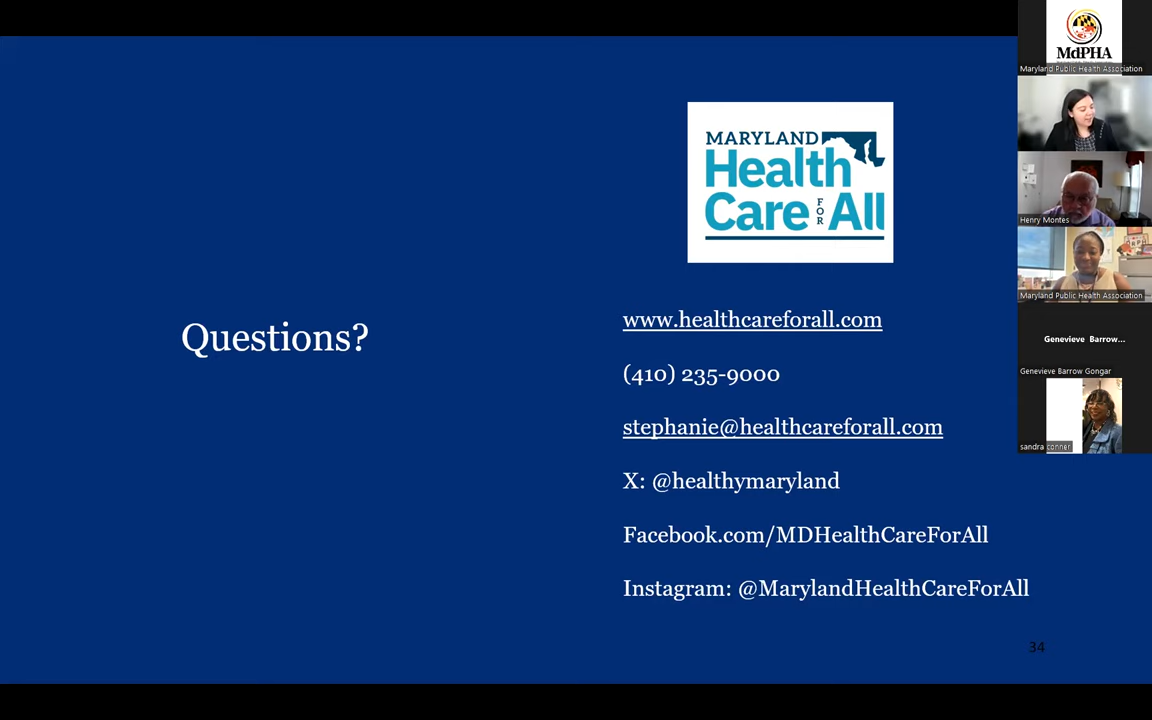 MdPHA
Maryland Public Health Association
MARYLAND
Health
Care FOR All
Questions?
www.healthcareforall.com
(410) 235-9000
stephanie@healthcareforall.com
X: @healthymaryland
Facebook.com/MDHealthCareForAll
Instagram: @MarylandHealthCareForAll
34
Henry Montes
Maryland Public Health Association
Genevieve Barrow...
Genevieve Barrow Gongar
sandra conner